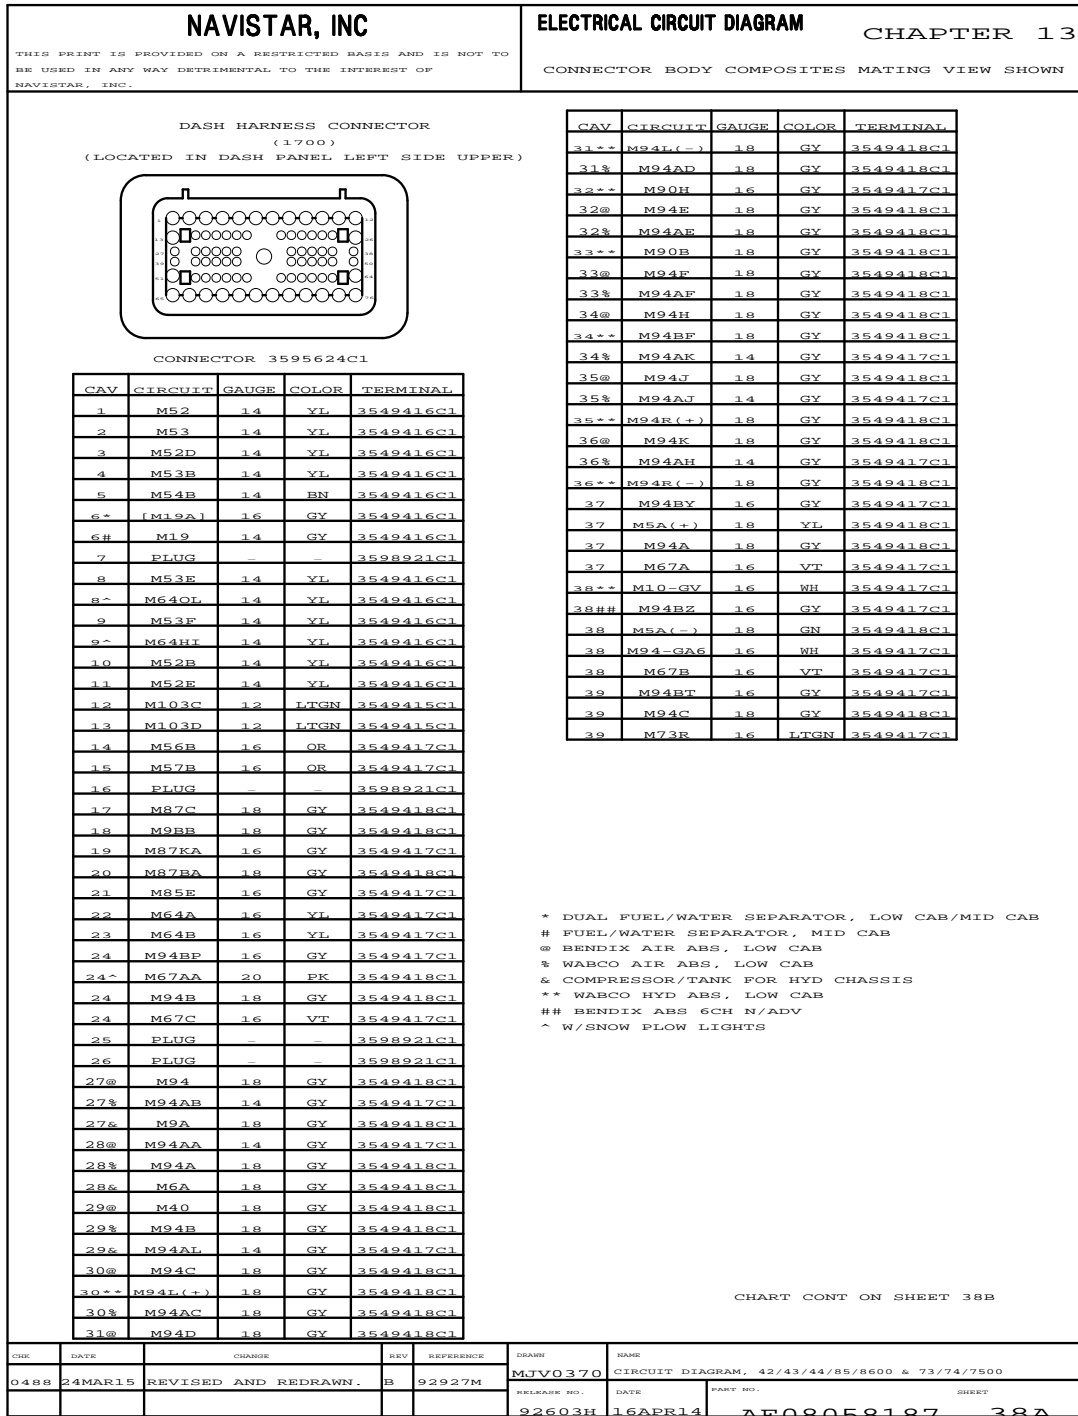 NAVISTAR, INC
THIS PRINT IS PROVIDED ON A RESTRICTED BASIS AND IS NOT TO
BE USED IN ANY WAY DETRIMENTAL TO THE INTEREST OF
NAVISTAR, INC.
ELECTRICAL CIRCUIT DIAGRAM
CHAPTER 13
CONNECTOR BODY COMPOSITES MATING VIEW SHOWN
DASH HARNESS CONNECTOR
(1700)
(LOCATED IN DASH PANEL LEFT SIDE UPPER)
1 12
13 26
27 38
39 50
51 64
65 76
CONNECTOR 3595624C1
CAV CIRCUIT GAUGE COLOR TERMINAL
1 M52 14 YL 3549416C1
2 M53 14 YL 3549416C1
3 M52D 14 YL 3549416C1
4 M53B 14 YL 3549416C1
5 M54B 14 BN 3549416C1
6* [M19A] 16 GY 3549416C1
6# M19 14 GY 3549416C1
7 PLUG - - 3598921C1
8 M53E 14 YL 3549416C1
8^ M64OL 14 YL 3549416C1
9 M53F 14 YL 3549416C1
9^ M64HI 14 YL 3549416C1
10 M52B 14 YL 3549416C1
11 M52E 14 YL 3549416C1
12 M103C 12 LTGN 3549415C1
13 M103D 12 LTGN 3549415C1
14 M56B 16 OR 3549417C1
15 M57B 16 OR 3549417C1
16 PLUG - - 3598921C1
17 M87C 18 GY 3549418C1
18 M9BB 18 GY 3549418C1
19 M87KA 16 GY 3549417C1
20 M87BA 18 GY 3549418C1
21 M85E 16 GY 3549417C1
22 M64A 16 YL 3549417C1
23 M64B 16 YL 3549417C1
24 M94BP 16 GY 3549417C1
24^ M67AA 20 PK 3549418C1
24 M94B 18 GY 3549418C1
24 M67C 16 VT 3549417C1
25 PLUG - - 3598921C1
26 PLUG - - 3598921C1
27@ M94 18 GY 3549418C1
27% M94AB 14 GY 3549417C1
27& M9A 18 GY 3549418C1
28@ M94AA 14 GY 3549417C1
28% M94A 18 GY 3549418C1
28& M6A 18 GY 3549418C1
29@ M40 18 GY 3549418C1
29% M94B 18 GY 3549418C1
29& M94AL 14 GY 3549417C1
30@ M94C 18 GY 3549418C1
30** M94L(+) 18 GY 3549418C1
30% M94AC 18 GY 3549418C1
31@ M94D 18 GY 3549418C1
CAV CIRCUIT GAUGE COLOR TERMINAL
31** M94L(-) 18 GY 3549418C1
31% M94AD 18 GY 3549418C1
32** M90H 16 GY 3549417C1
32@ M94E 18 GY 3549418C1
32% M94AE 18 GY 3549418C1
33** M90B 18 GY 3549418C1
33@ M94F 18 GY 3549418C1
33% M94AF 18 GY 3549418C1
34@ M94H 18 GY 3549418C1
34** M94BF 18 GY 3549418C1
34% M94AK 14 GY 3549417C1
35@ M94J 18 GY 3549418C1
35% M94AJ 14 GY 3549417C1
35** M94R(+) 18 GY 3549418C1
36@ M94K 18 GY 3549418C1
36% M94AH 14 GY 3549417C1
36** M94R(-) 18 GY 3549418C1
37 M94BY 16 GY 3549417C1
37 M5A(+) 18 YL 3549418C1
37 M94A 18 GY 3549418C1
37 M67A 16 VT 3549417C1
38** M10-GV 16 WH 3549417C1
38## M94BZ 16 GY 3549417C1
38 M5A(-) 18 GN 3549418C1
38 M94-GA6 16 WH 3549417C1
38 M67B 16 VT 3549417C1
39 M94BT 16 GY 3549417C1
39 M94C 18 GY 3549418C1
39 M73R 16 LTGN 3549417C1
* DUAL FUEL/WATER SEPARATOR, LOW CAB/MID CAB
# FUEL/WATER SEPARATOR, MID CAB
@ BENDIX AIR ABS, LOW CAB
% WABCO AIR ABS, LOW CAB
& COMPRESSOR/TANK FOR HYD CHASSIS
** WABCO HYD ABS, LOW CAB
## BENDIX ABS 6CH N/ADV
^ W/SNOW PLOW LIGHTS
CHART CONT ON SHEET 38B
CHK DATE CHANGE REV REFERENCE
0488 24MAR15 REVISED AND REDRAWN. B 92927M
DRAWN NAME
MJV0370 CIRCUIT DIAGRAM, 42/43/44/85/8600 & 73/74/7500
RELEASE NO. DATE PART NO. SHEET
92603H 16APR14 AE08058187 38A